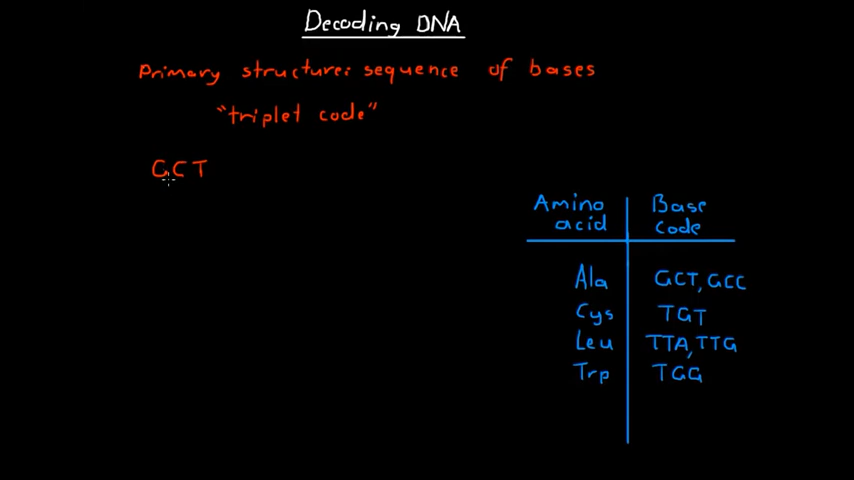 Decoding DNA
Primary structure: sequence of bases
"triplet code"
GCT
Amino acid | Base code
Ala | GCT, GCC
Cys | TGT
Leu | TTA, TTG
Trp | TGG